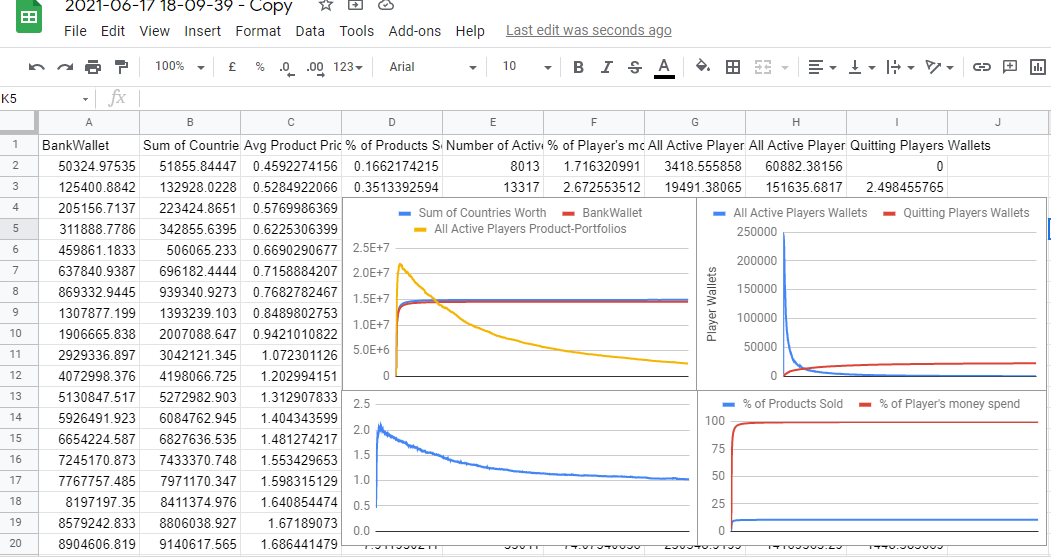 2021-06-17 18-09-39 - Copy
File Edit View Insert Format Data Tools Add-ons Help Last edit was seconds ago
100% £ % .0 .00 123 Arial 10 B I S A
K5 fx
A B C D E F G H I J
1 BankWallet Sum of Countrie Avg Product Pric % of Products S Number of Active % of Player's mo All Active Player All Active Player Quitting Players Wallets
2 50324.97535 51855.84447 0.4592274156 0.1662174215 8013 1.716320991 3418.555858 60882.38156 0
3 125400.8842 132928.0228 0.5284922066 0.3513392594 13317 2.672553512 19491.38065 151635.6817 2.498455765
4 205156.7137 223424.8651 0.5769986369
5 311888.7786 342855.6395 0.6225306399
6 459861.1833 506065.233 0.6690290677
7 637840.9387 696182.4444 0.7158884207
8 869332.9445 939340.9273 0.7682782467
9 1307877.199 1393239.103 0.8489802753
10 1906665.838 2007088.647 0.9421010822
11 2929336.897 3042121.345 1.072301126
12 4072998.376 4198066.725 1.202994151
13 5130847.517 5272982.903 1.312907833
14 5926491.923 6084762.945 1.404343599
15 6654224.587 6827636.535 1.481274217
16 7245170.873 7433370.748 1.553429653
17 7767757.485 7971170.347 1.598315129
18 8197197.35 8411374.976 1.640854474
19 8579242.833 8806038.927 1.67189073
20 8904606.819 9140617.565 1.686441479
Sum of Countries Worth BankWallet
All Active Players Product-Portfolios
2.5E+7
2.0E+7
1.5E+7
1.0E+7
5.0E+6
0
All Active Players Wallets Quitting Players Wallets
Player Wallets
250000
200000
150000
100000
50000
0
2.5
2.0
1.5
1.0
0.5
0.0
% of Products Sold % of Player's money spend
100
75
50
25
0